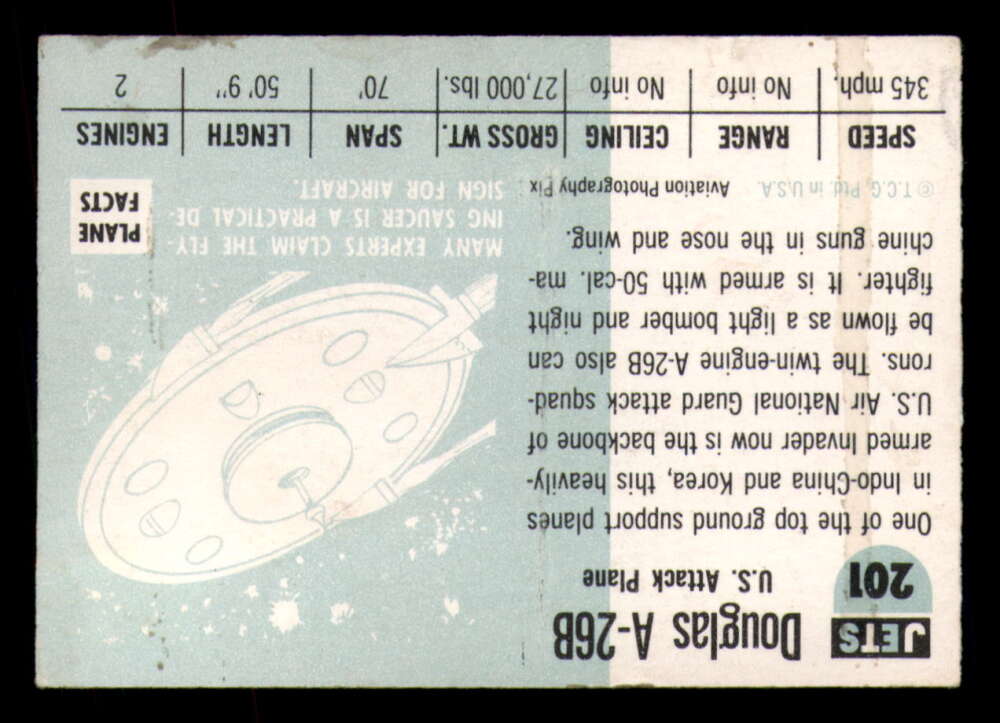 JETS
201
Douglas A-26B
U.S. Attack Plane
One of the top ground support planes
in Indo-China and Korea, this heavily-
armed Invader now is the backbone of
U.S. Air National Guard attack squad-
rons. The twin-engine A-26B also can
be flown as a light bomber and night
fighter. It is armed with 50-cal. ma-
chine guns in the nose and wing.
© T.C.G. Ptd in U.S.A. Aviation Photography Pix
PLANE
FACTS
MANY EXPERTS CLAIM THE FLY-
ING SAUCER IS A PRACTICAL DE
SIGN FOR AIRCRAFT.
SPEED RANGE CEILING GROSS WT. SPAN LENGTH ENGINES
345 mph. No info No info 27,000 lbs. 70' 50' 9" 2